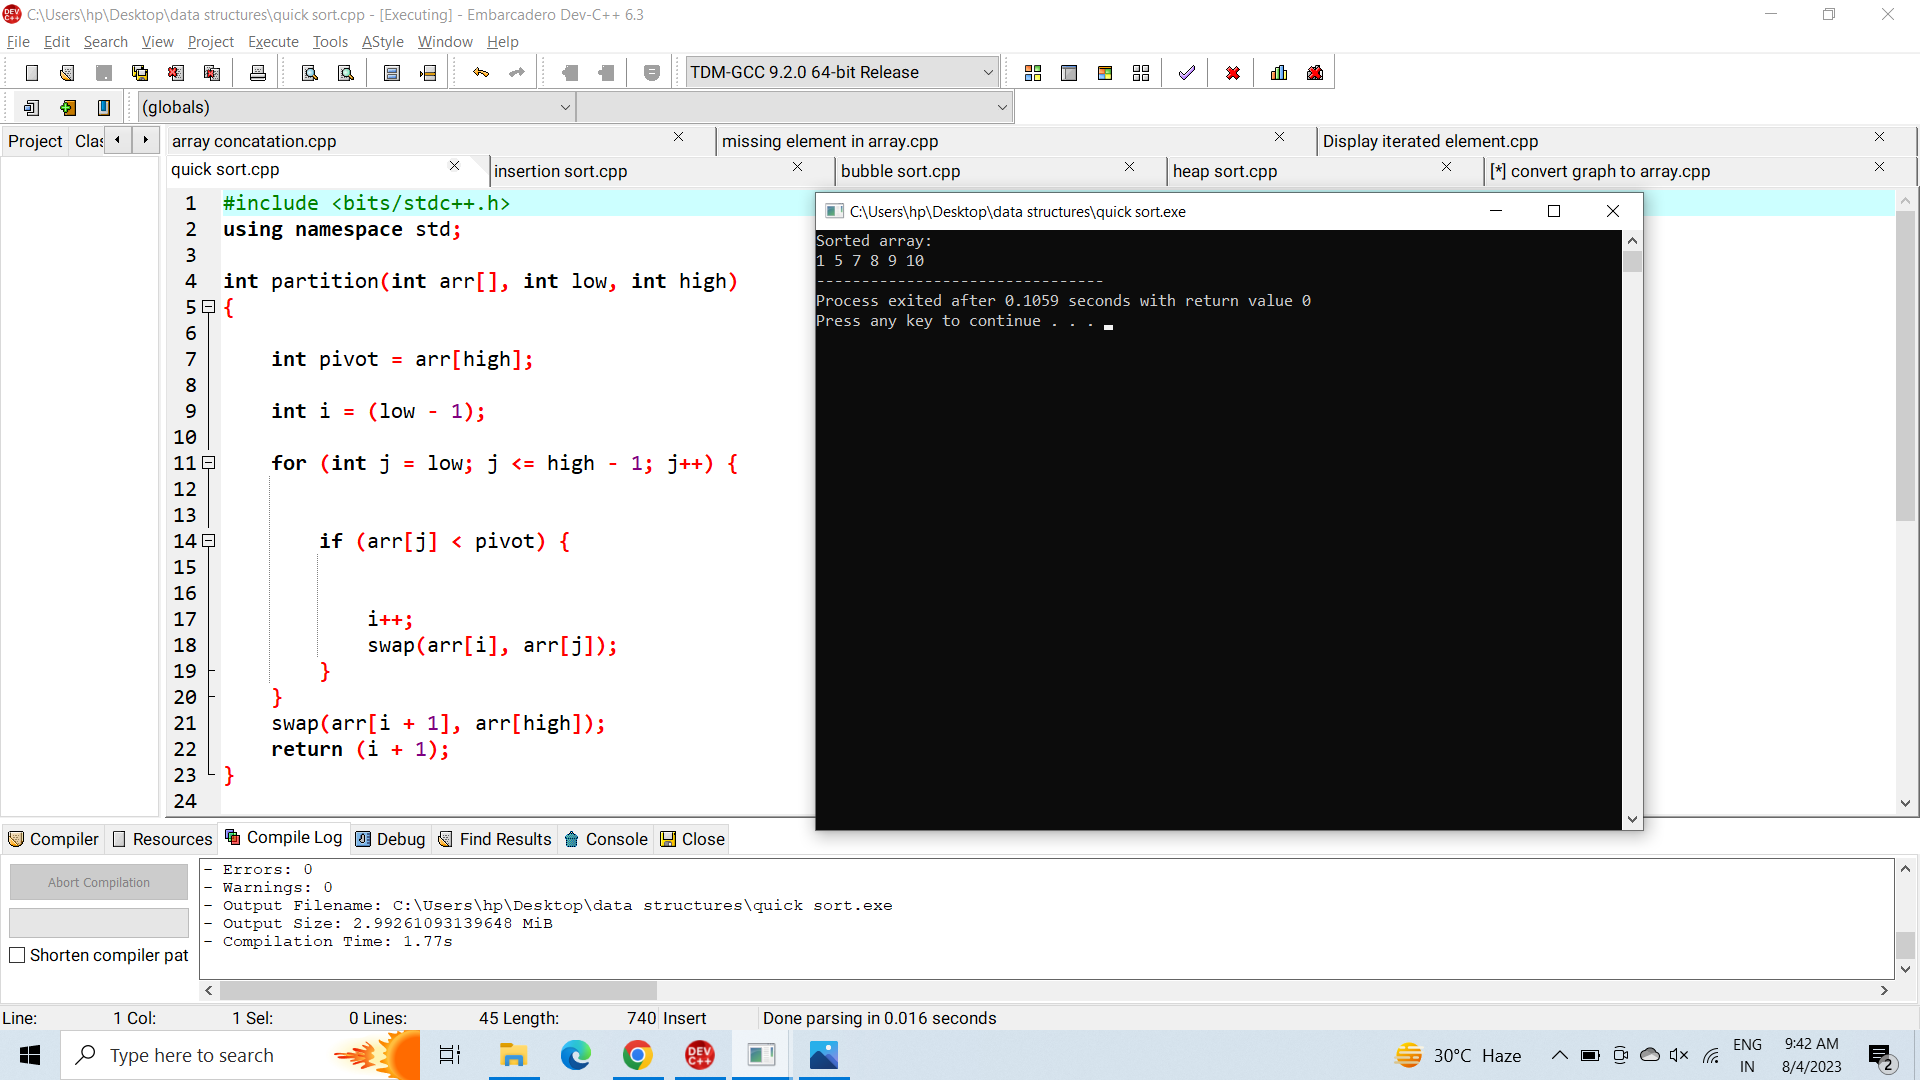 C:\Users\hp\Desktop\data structures\quick sort.cpp - [Executing] - Embarcadero Dev-C++ 6.3
File Edit Search View Project Execute Tools AStyle Window Help
TDM-GCC 9.2.0 64-bit Release
(globals)
Project Clas
array concatation.cpp missing element in array.cpp Display iterated element.cpp
quick sort.cpp insertion sort.cpp bubble sort.cpp heap sort.cpp [*] convert graph to array.cpp
1 #include <bits/stdc++.h>
2 using namespace std;
3
4 int partition(int arr[], int low, int high)
5 {
6
7 int pivot = arr[high];
8
9 int i = (low - 1);
10
11 for (int j = low; j <= high - 1; j++) {
12
13
14 if (arr[j] < pivot) {
15
16
17 i++;
18 swap(arr[i], arr[j]);
19 }
20 }
21 swap(arr[i + 1], arr[high]);
22 return (i + 1);
23 }
24
C:\Users\hp\Desktop\data structures\quick sort.exe
Sorted array:
1 5 7 8 9 10
--------------------------------
Process exited after 0.1059 seconds with return value 0
Press any key to continue . . .
Compiler Resources Compile Log Debug Find Results Console Close
Abort Compilation
Shorten compiler pat
- Errors: 0
- Warnings: 0
- Output Filename: C:\Users\hp\Desktop\data structures\quick sort.exe
- Output Size: 2.99261093139648 MiB
- Compilation Time: 1.77s
Line: 1 Col: 1 Sel: 0 Lines: 45 Length: 740 Insert Done parsing in 0.016 seconds
Type here to search
DEV C++
30°C Haze
ENG
IN
9:42 AM
8/4/2023
2